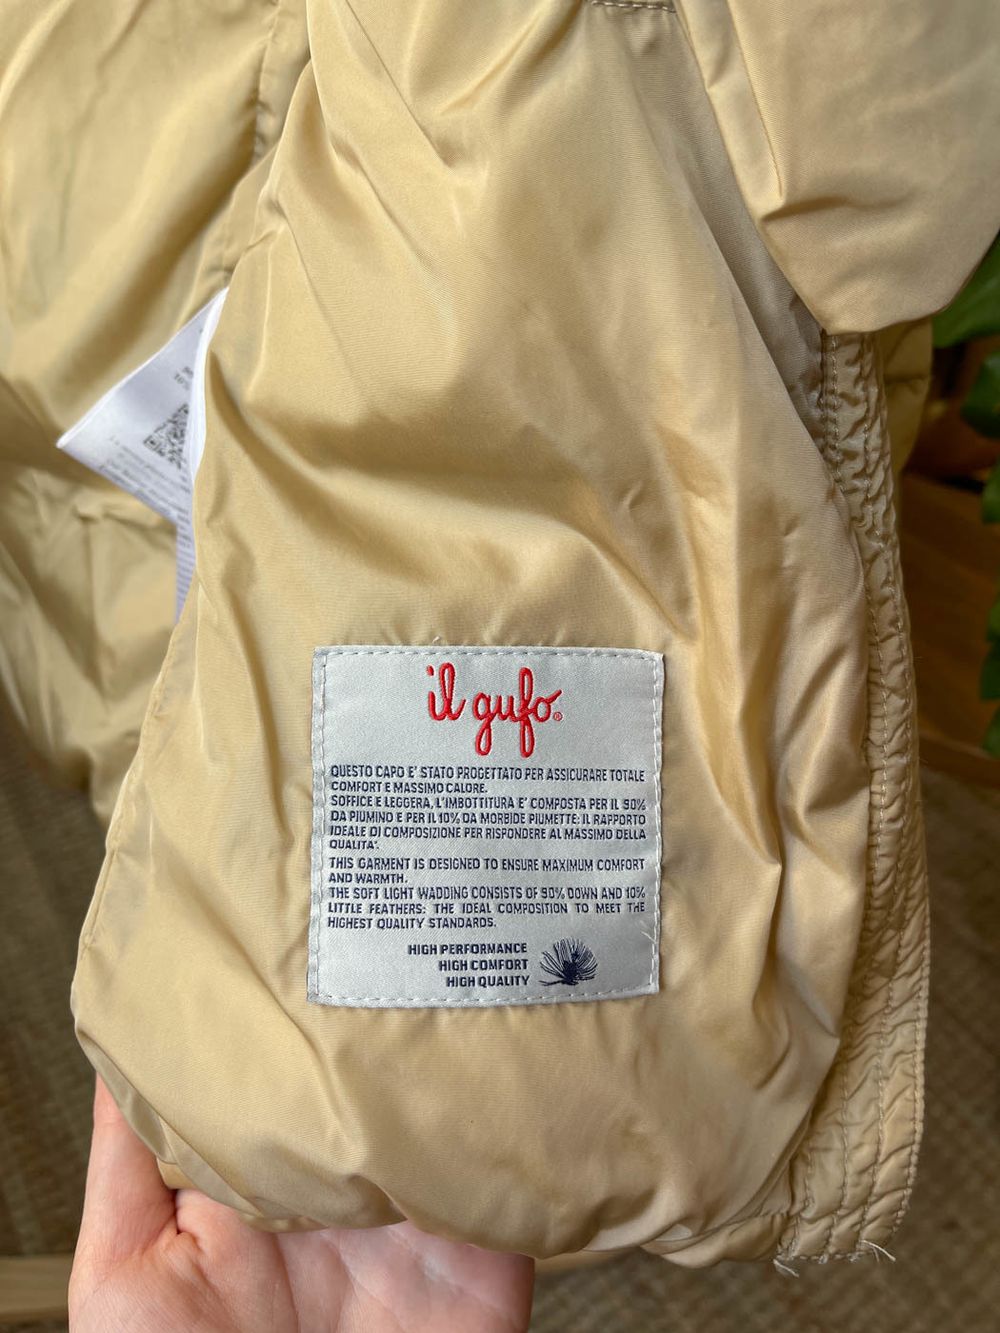 il gufo®
QUESTO CAPO E' STATO PROGETTATO PER ASSICURARE TOTALE
COMFORT E MASSIMO CALORE.
SOFFICE E LEGGERA, L'IMBOTTITURA E' COMPOSTA PER IL 90%
DA PIUMINO E PER IL 10% DA MORBIDE PIUMETTE: IL RAPPORTO
IDEALE DI COMPOSIZIONE PER RISPONDERE AL MASSIMO DELLA
QUALITA'.
THIS GARMENT IS DESIGNED TO ENSURE MAXIMUM COMFORT
AND WARMTH.
THE SOFT LIGHT WADDING CONSISTS OF 90% DOWN AND 10%
LITTLE FEATHERS: THE IDEAL COMPOSITION TO MEET THE
HIGHEST QUALITY STANDARDS.
HIGH PERFORMANCE
HIGH COMFORT
HIGH QUALITY